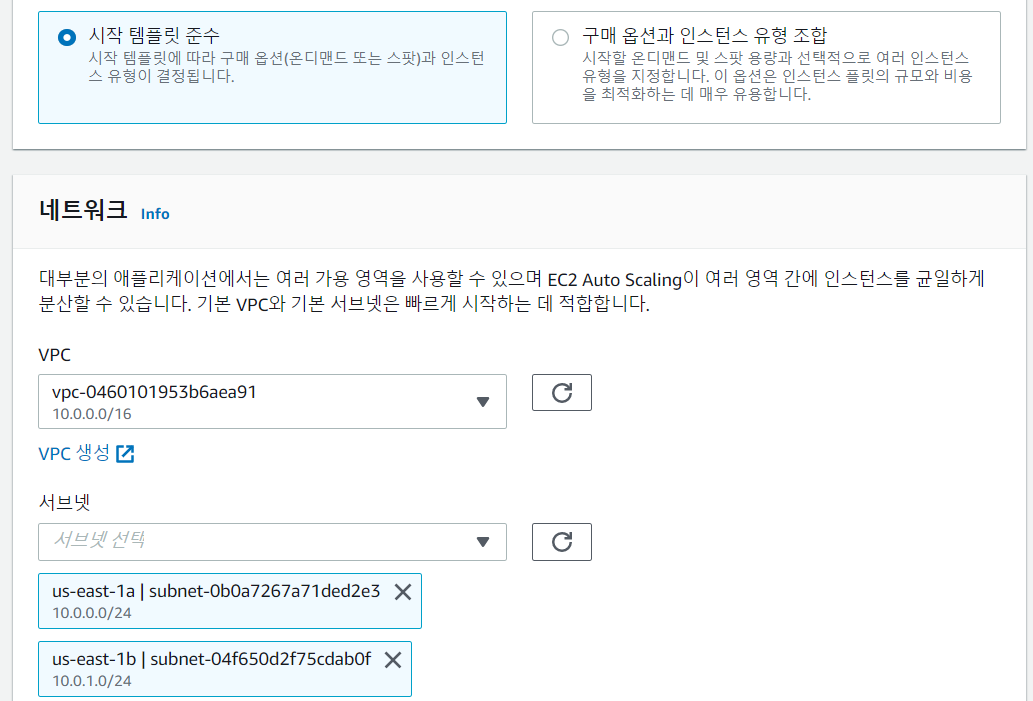 시작 템플릿 준수
시작 템플릿에 따라 구매 옵션(온디맨드 또는 스팟)과 인스턴
스 유형이 결정됩니다.
구매 옵션과 인스턴스 유형 조합
시작할 온디맨드 및 스팟 용량과 선택적으로 여러 인스턴스
유형을 지정합니다. 이 옵션은 인스턴스 플릿의 규모와 비용
을 최적화하는 데 매우 유용합니다.
네트워크 Info
대부분의 애플리케이션에서는 여러 가용 영역을 사용할 수 있으며 EC2 Auto Scaling이 여러 영역 간에 인스턴스를 균일하게
분산할 수 있습니다. 기본 VPC와 기본 서브넷은 빠르게 시작하는 데 적합합니다.
VPC
vpc-0460101953b6aea91
10.0.0.0/16
VPC 생성
서브넷
서브넷 선택
us-east-1a | subnet-0b0a7267a71ded2e3
10.0.0.0/24
us-east-1b | subnet-04f650d2f75cdab0f
10.0.1.0/24